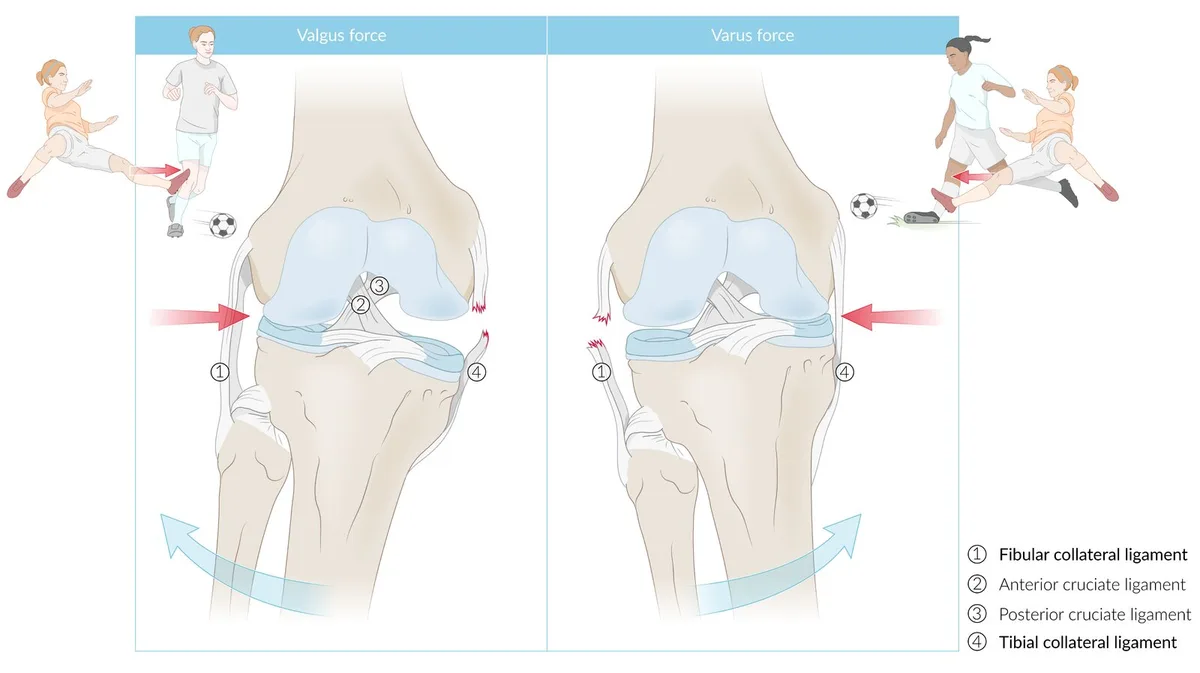 Valgus force
Varus force
③
②
①
④
①
④
① Fibular collateral ligament
② Anterior cruciate ligament
③ Posterior cruciate ligament
④ Tibial collateral ligament